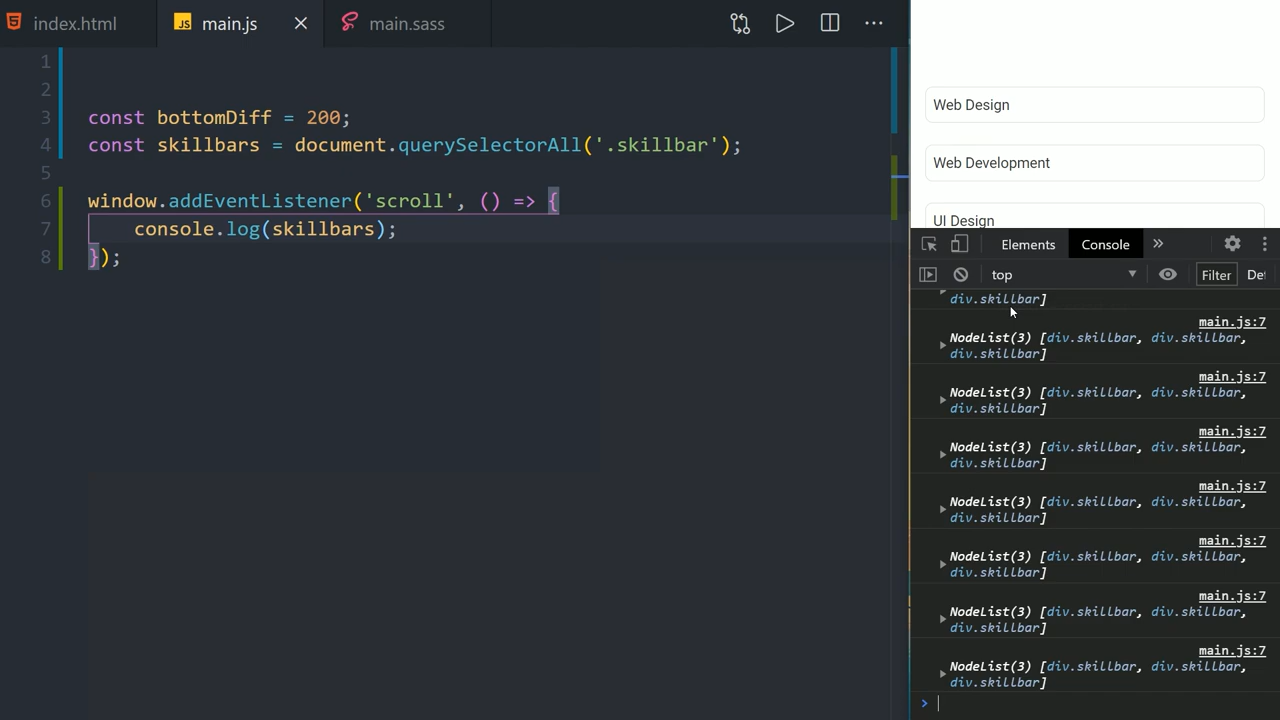 index.html
JS main.js
main.sass
1
2
3 const bottomDiff = 200;
4 const skillbars = document.querySelectorAll('.skillbar');
5
6 window.addEventListener('scroll', () => {
7 console.log(skillbars);
8 });
Web Design
Web Development
UI Design
Elements Console »
top Filter De
div.skillbar]
main.js:7
NodeList(3) [div.skillbar, div.skillbar,
div.skillbar]
main.js:7
NodeList(3) [div.skillbar, div.skillbar,
div.skillbar]
main.js:7
NodeList(3) [div.skillbar, div.skillbar,
div.skillbar]
main.js:7
NodeList(3) [div.skillbar, div.skillbar,
div.skillbar]
main.js:7
NodeList(3) [div.skillbar, div.skillbar,
div.skillbar]
main.js:7
NodeList(3) [div.skillbar, div.skillbar,
div.skillbar]
main.js:7
NodeList(3) [div.skillbar, div.skillbar,
div.skillbar]
>